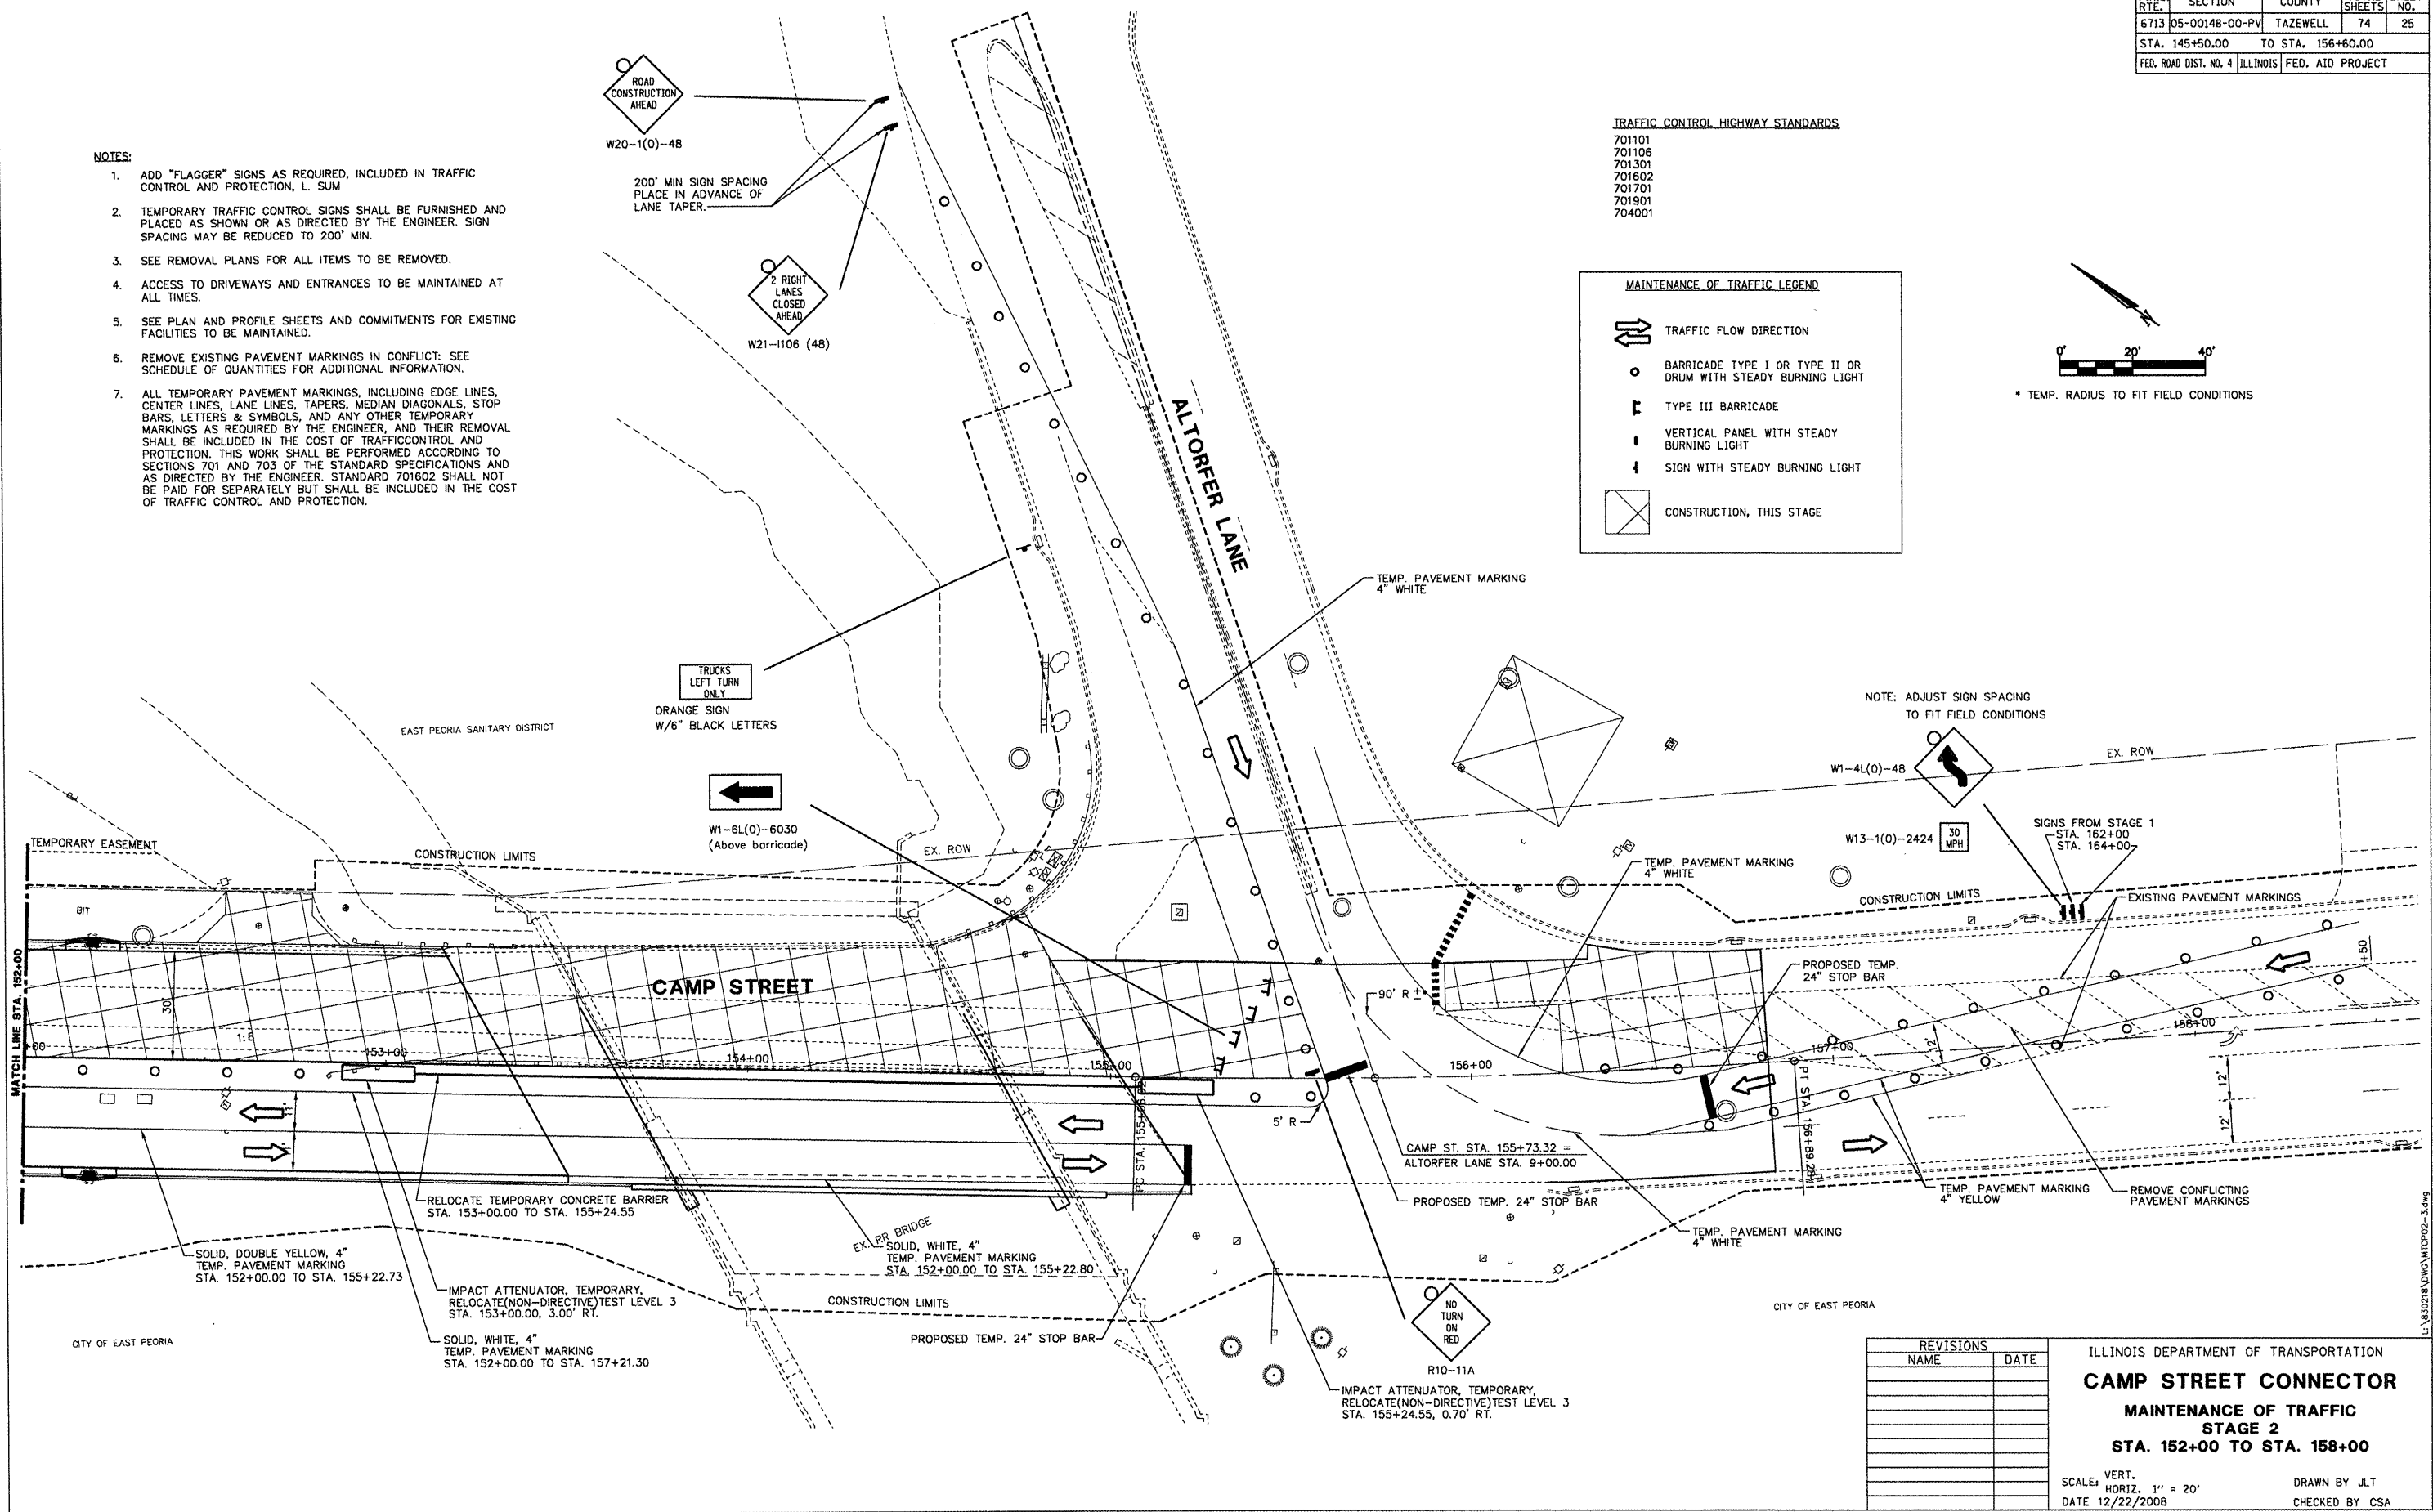 RTE. SECTION COUNTY SHEETS NO.
6713 05-00148-00-PV TAZEWELL 74 25
STA. 145+50.00 TO STA. 156+60.00
FED. ROAD DIST. NO. 4 ILLINOIS FED. AID PROJECT
ROAD
CONSTRUCTION
AHEAD
W20-1(O)-48
200' MIN SIGN SPACING
PLACE IN ADVANCE OF
LANE TAPER.
2 RIGHT
LANES
CLOSED
AHEAD
W21-I106 (48)
NOTES:
1. ADD "FLAGGER" SIGNS AS REQUIRED, INCLUDED IN TRAFFIC
CONTROL AND PROTECTION, L. SUM
2. TEMPORARY TRAFFIC CONTROL SIGNS SHALL BE FURNISHED AND
PLACED AS SHOWN OR AS DIRECTED BY THE ENGINEER. SIGN
SPACING MAY BE REDUCED TO 200' MIN.
3. SEE REMOVAL PLANS FOR ALL ITEMS TO BE REMOVED.
4. ACCESS TO DRIVEWAYS AND ENTRANCES TO BE MAINTAINED AT
ALL TIMES.
5. SEE PLAN AND PROFILE SHEETS AND COMMITMENTS FOR EXISTING
FACILITIES TO BE MAINTAINED.
6. REMOVE EXISTING PAVEMENT MARKINGS IN CONFLICT: SEE
SCHEDULE OF QUANTITIES FOR ADDITIONAL INFORMATION.
7. ALL TEMPORARY PAVEMENT MARKINGS, INCLUDING EDGE LINES,
CENTER LINES, LANE LINES, TAPERS, MEDIAN DIAGONALS, STOP
BARS, LETTERS & SYMBOLS, AND ANY OTHER TEMPORARY
MARKINGS AS REQUIRED BY THE ENGINEER, AND THEIR REMOVAL
SHALL BE INCLUDED IN THE COST OF TRAFFICCONTROL AND
PROTECTION. THIS WORK SHALL BE PERFORMED ACCORDING TO
SECTIONS 701 AND 703 OF THE STANDARD SPECIFICATIONS AND
AS DIRECTED BY THE ENGINEER. STANDARD 701602 SHALL NOT
BE PAID FOR SEPARATELY BUT SHALL BE INCLUDED IN THE COST
OF TRAFFIC CONTROL AND PROTECTION.
TRAFFIC CONTROL HIGHWAY STANDARDS
701101
701106
701301
701602
701701
701901
704001
MAINTENANCE OF TRAFFIC LEGEND
TRAFFIC FLOW DIRECTION
BARRICADE TYPE I OR TYPE II OR
DRUM WITH STEADY BURNING LIGHT
TYPE III BARRICADE
VERTICAL PANEL WITH STEADY
BURNING LIGHT
SIGN WITH STEADY BURNING LIGHT
CONSTRUCTION, THIS STAGE
N
0' 20' 40'
* TEMP. RADIUS TO FIT FIELD CONDITIONS
ALTORFER LANE
TEMP. PAVEMENT MARKING
4" WHITE
TRUCKS
LEFT TURN
ONLY
ORANGE SIGN
W/6" BLACK LETTERS
EAST PEORIA SANITARY DISTRICT
W1-6L(O)-6030
(Above barricade)
NOTE: ADJUST SIGN SPACING
TO FIT FIELD CONDITIONS
W1-4L(O)-48
EX. ROW
W13-1(O)-2424
30
MPH
SIGNS FROM STAGE 1
STA. 162+00
STA. 164+00
TEMPORARY EASEMENT
CONSTRUCTION LIMITS
EX. ROW
TEMP. PAVEMENT MARKING
4" WHITE
CONSTRUCTION LIMITS
EXISTING PAVEMENT MARKINGS
BIT
MATCH LINE STA. 152+00
30'
1:8
CAMP STREET
90' R ±*
PROPOSED TEMP.
24" STOP BAR
+50
+00
153+00
154+00
155+00
156+00
157+00
158+00
12'
12'
12'
11'
5' R
PT STA. 156+89.28
CAMP ST. STA. 155+73.32 =
ALTORFER LANE STA. 9+00.00
PROPOSED TEMP. 24" STOP BAR
TEMP. PAVEMENT MARKING
4" YELLOW
REMOVE CONFLICTING
PAVEMENT MARKINGS
TEMP. PAVEMENT MARKING
4" WHITE
RELOCATE TEMPORARY CONCRETE BARRIER
STA. 153+00.00 TO STA. 155+24.55
EX. RR BRIDGE
SOLID, WHITE, 4"
TEMP. PAVEMENT MARKING
STA. 152+00.00 TO STA. 155+22.80
SOLID, DOUBLE YELLOW, 4"
TEMP. PAVEMENT MARKING
STA. 152+00.00 TO STA. 155+22.73
IMPACT ATTENUATOR, TEMPORARY,
RELOCATE(NON-DIRECTIVE)TEST LEVEL 3
STA. 153+00.00, 3.00' RT.
CONSTRUCTION LIMITS
CITY OF EAST PEORIA
SOLID, WHITE, 4"
TEMP. PAVEMENT MARKING
STA. 152+00.00 TO STA. 157+21.30
PROPOSED TEMP. 24" STOP BAR
NO
TURN
ON
RED
R10-11A
IMPACT ATTENUATOR, TEMPORARY,
RELOCATE(NON-DIRECTIVE)TEST LEVEL 3
STA. 155+24.55, 0.70' RT.
CITY OF EAST PEORIA
L:\830218\DWG\MTCP02-3.dwg
REVISIONS
NAME DATE
ILLINOIS DEPARTMENT OF TRANSPORTATION
CAMP STREET CONNECTOR
MAINTENANCE OF TRAFFIC
STAGE 2
STA. 152+00 TO STA. 158+00
SCALE: VERT.
HORIZ. 1" = 20'
DATE 12/22/2008
DRAWN BY JLT
CHECKED BY CSA